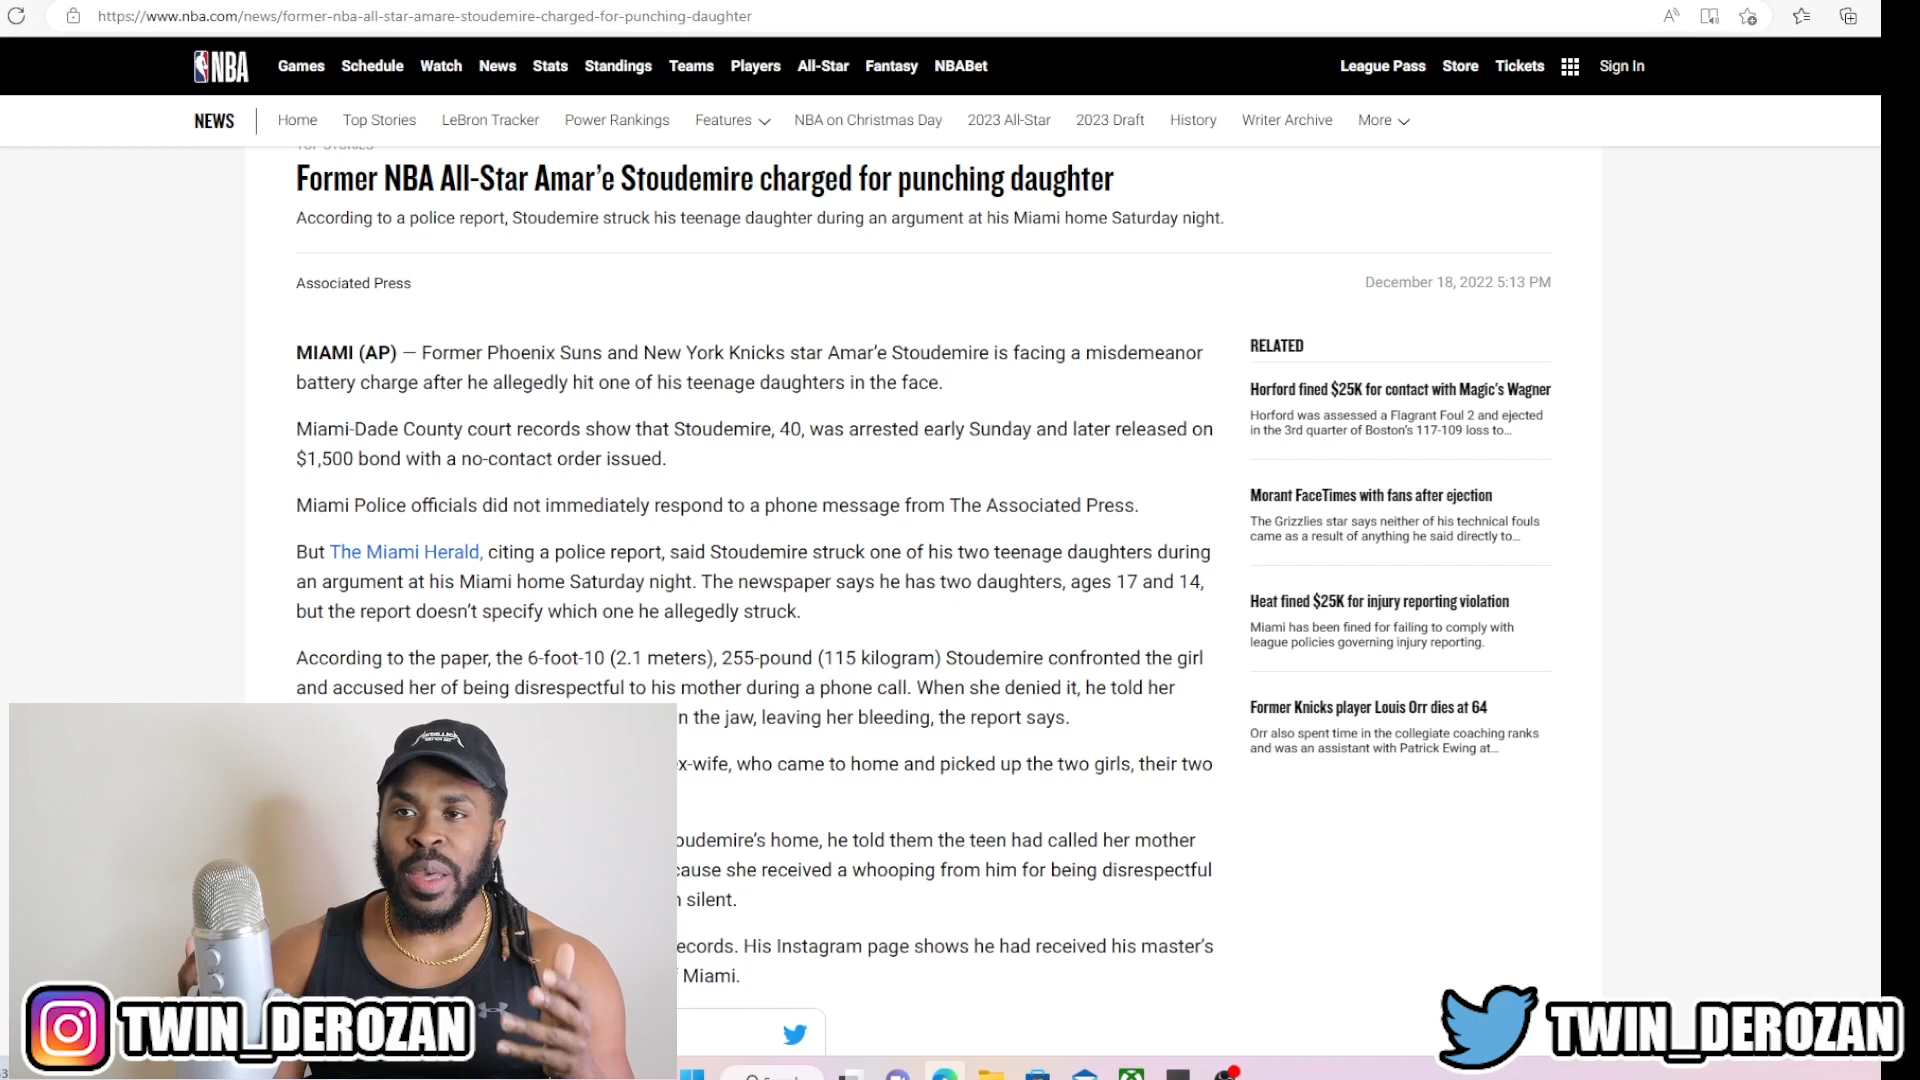 https://www.nba.com/news/former-nba-all-star-amare-stoudemire-charged-for-punching-daughter
NBA Games Schedule Watch News Stats Standings Teams Players All-Star Fantasy NBABet League Pass Store Tickets Sign In
NEWS Home Top Stories LeBron Tracker Power Rankings Features NBA on Christmas Day 2023 All-Star 2023 Draft History Writer Archive More
TOP STORIES
Former NBA All-Star Amar’e Stoudemire charged for punching daughter
According to a police report, Stoudemire struck his teenage daughter during an argument at his Miami home Saturday night.
Associated Press
December 18, 2022 5:13 PM
MIAMI (AP) — Former Phoenix Suns and New York Knicks star Amar’e Stoudemire is facing a misdemeanor
battery charge after he allegedly hit one of his teenage daughters in the face.
Miami-Dade County court records show that Stoudemire, 40, was arrested early Sunday and later released on
$1,500 bond with a no-contact order issued.
Miami Police officials did not immediately respond to a phone message from The Associated Press.
But The Miami Herald, citing a police report, said Stoudemire struck one of his two teenage daughters during
an argument at his Miami home Saturday night. The newspaper says he has two daughters, ages 17 and 14,
but the report doesn’t specify which one he allegedly struck.
According to the paper, the 6-foot-10 (2.1 meters), 255-pound (115 kilogram) Stoudemire confronted the girl
and accused her of being disrespectful to his mother during a phone call. When she denied it, he told her
n the jaw, leaving her bleeding, the report says.
x-wife, who came to home and picked up the two girls, their two
oudemire’s home, he told them the teen had called her mother
cause she received a whooping from him for being disrespectful
silent.
ecords. His Instagram page shows he had received his master’s
f Miami.
RELATED
Horford fined $25K for contact with Magic’s Wagner
Horford was assessed a Flagrant Foul 2 and ejected
in the 3rd quarter of Boston’s 117-109 loss to...
Morant FaceTimes with fans after ejection
The Grizzlies star says neither of his technical fouls
came as a result of anything he said directly to...
Heat fined $25K for injury reporting violation
Miami has been fined for failing to comply with
league policies governing injury reporting.
Former Knicks player Louis Orr dies at 64
Orr also spent time in the collegiate coaching ranks
and was an assistant with Patrick Ewing at...
METALLICA
TWIN_DEROZAN
TWIN_DEROZAN